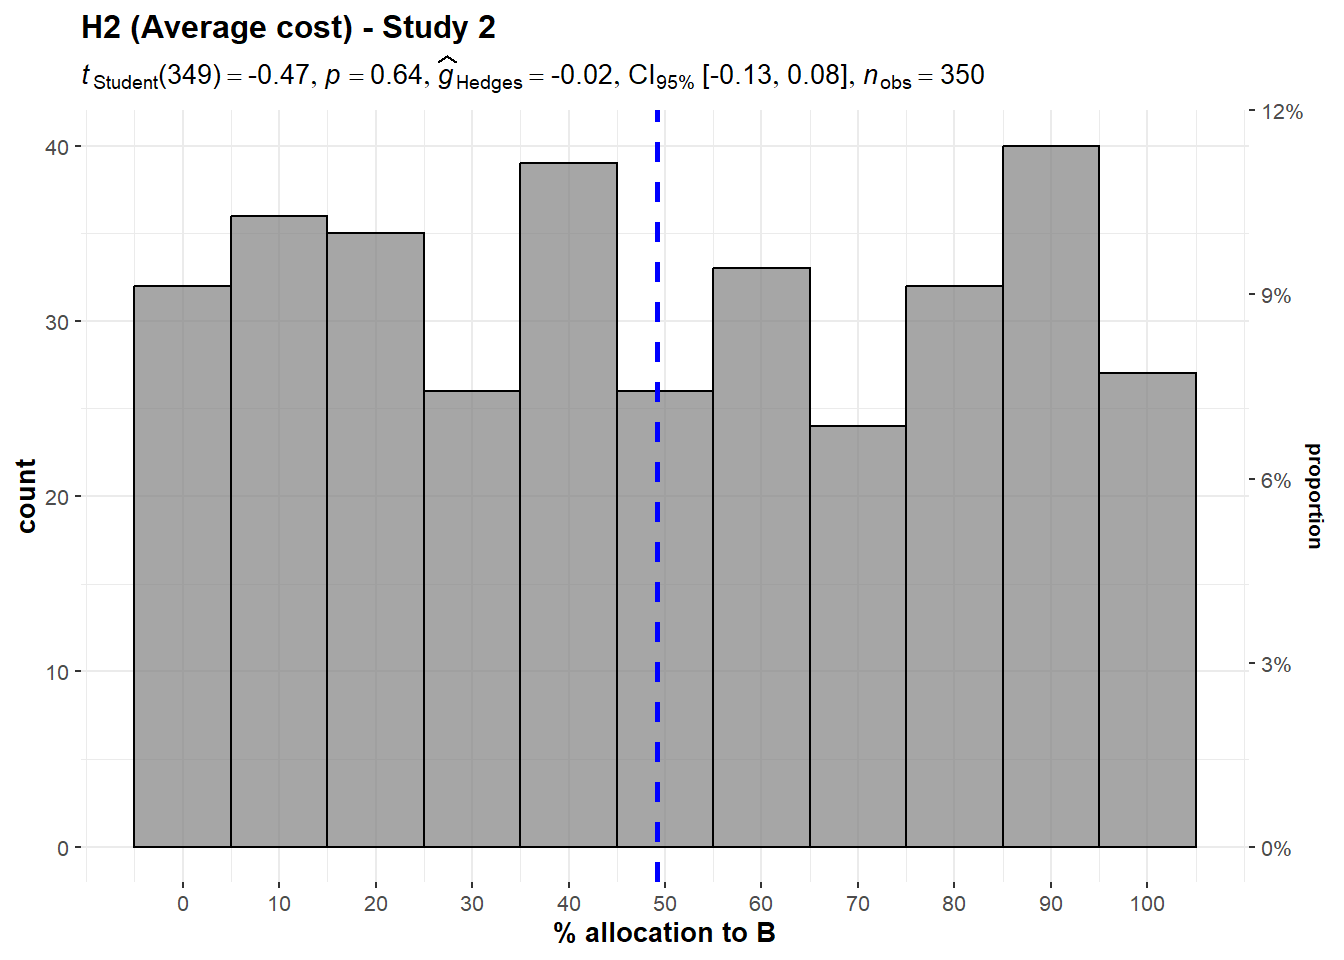 H2 (Average cost) - Study 2
t Student(349) = -0.47, p = 0.64, ĝ Hedges = -0.02, CI95% [-0.13, 0.08], nobs = 350
12%
40
9%
30
count
proportion
6%
20
3%
10
0
0%
0 10 20 30 40 50 60 70 80 90 100
% allocation to B